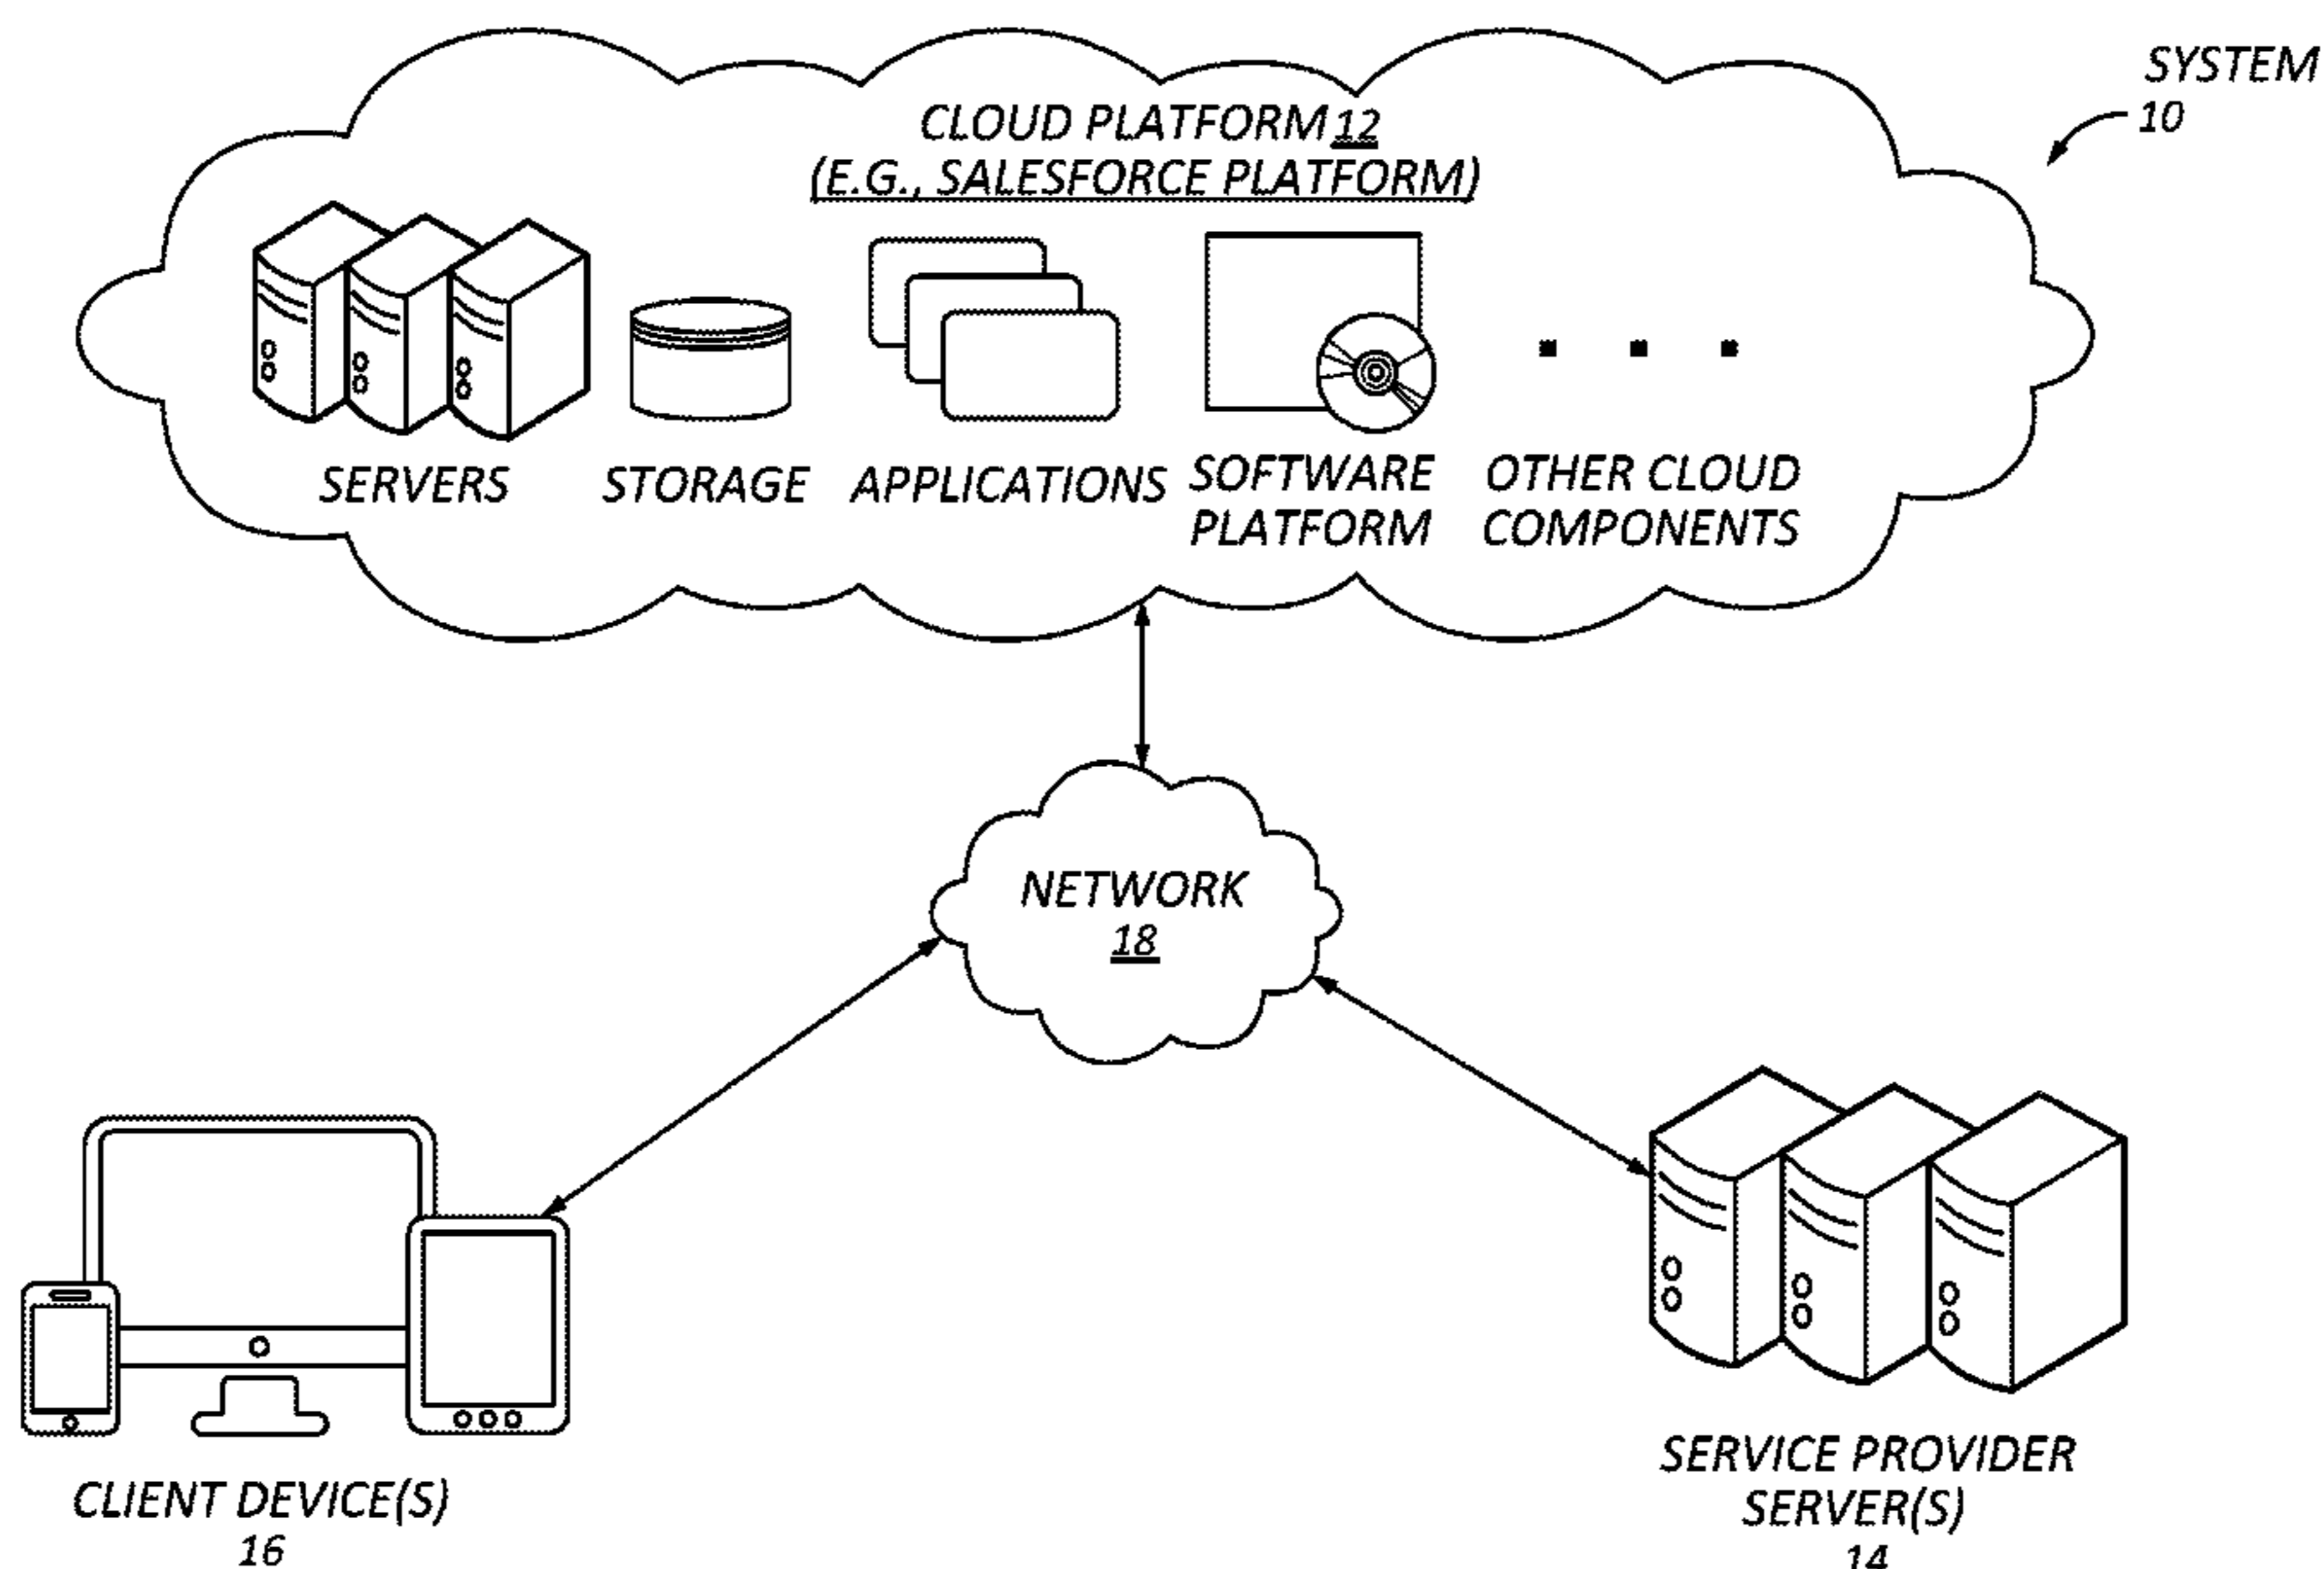 SYSTEM
10
CLOUD PLATFORM 12
(E.G., SALESFORCE PLATFORM)
SERVERS
STORAGE
APPLICATIONS
SOFTWARE
PLATFORM
OTHER CLOUD
COMPONENTS
NETWORK
18
CLIENT DEVICE(S)
16
SERVICE PROVIDER
SERVER(S)
14